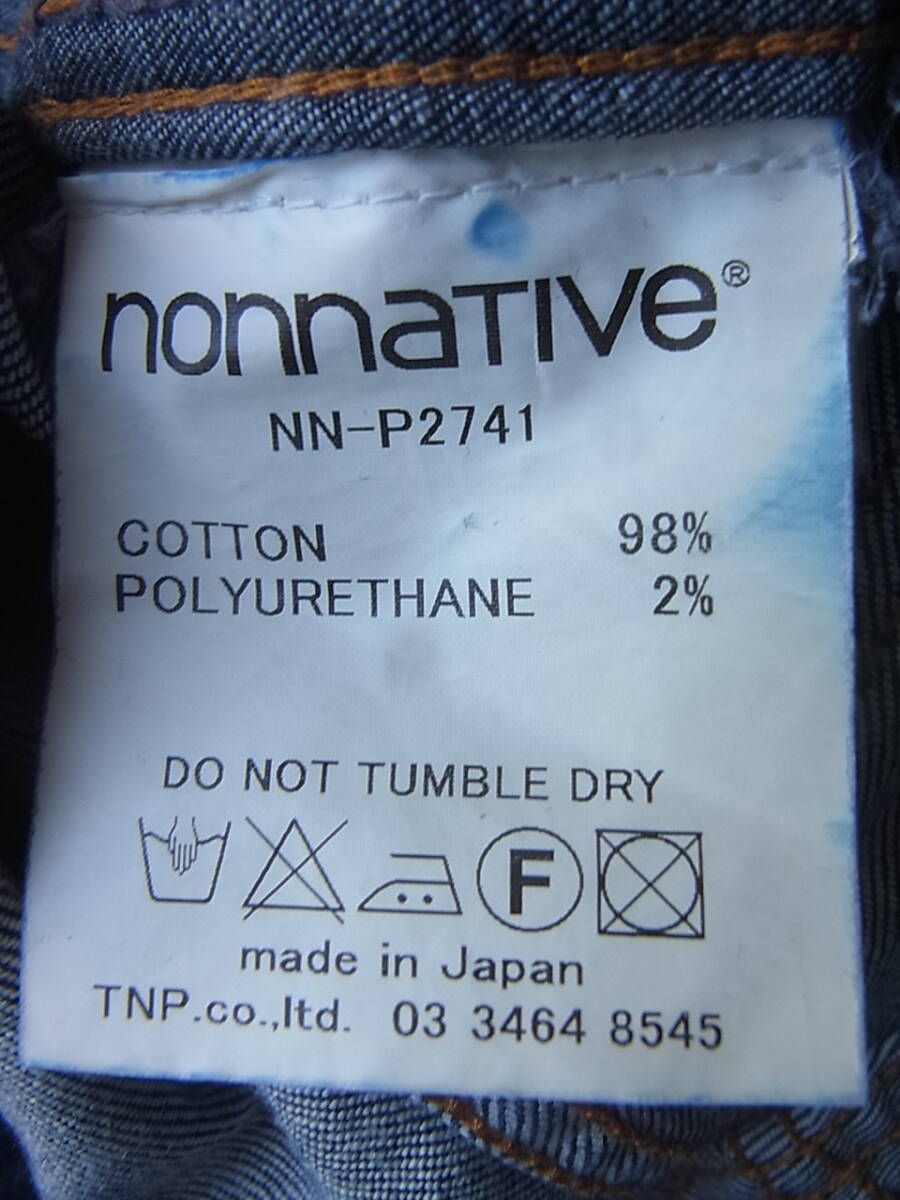 nonnaTIVe®
NN-P2741
COTTON 98%
POLYURETHANE 2%
DO NOT TUMBLE DRY
F
made in Japan
TNP.co.,ltd. 03 3464 8545